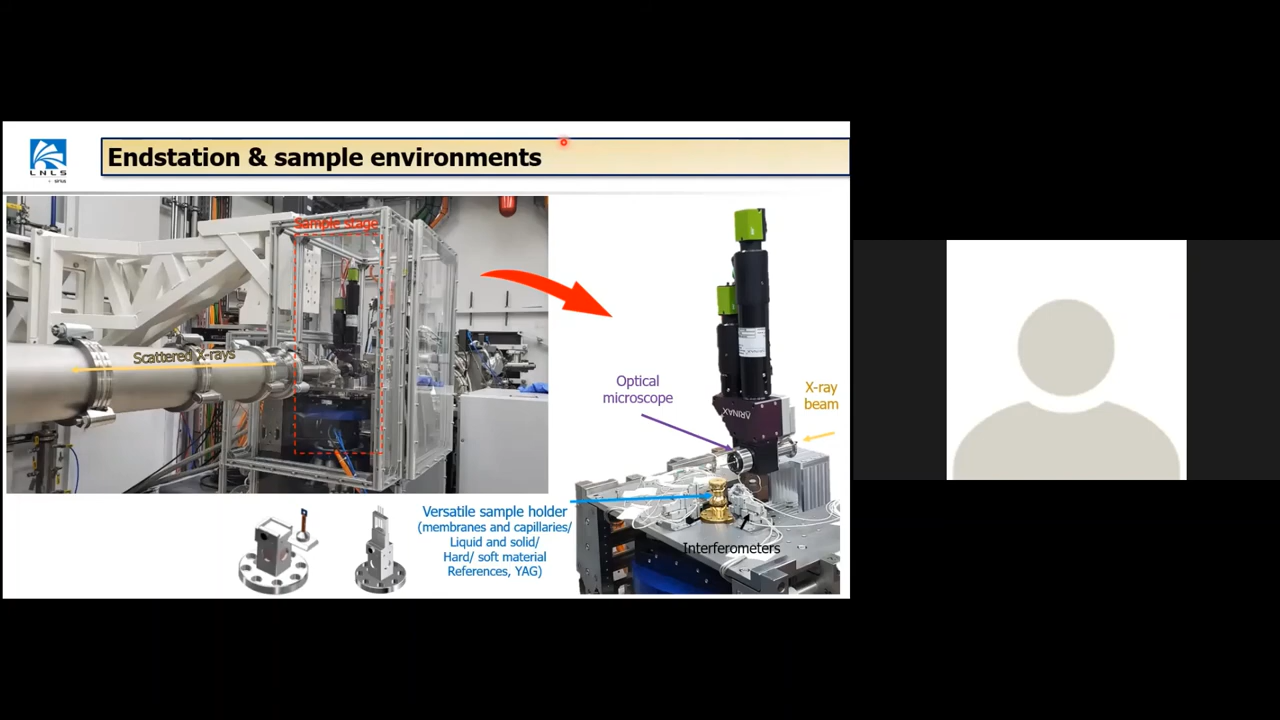 LNLS
Endstation & sample environments
Sample stage
Scattered X-rays
Optical
microscope
X-ray
beam
ARINAX
Versatile sample holder
(membranes and capillaries/
Liquid and solid/
Hard/ soft material
References, YAG)
Interferometers